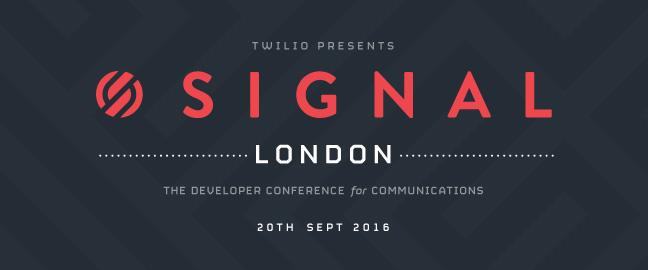 TWILIO PRESENTS
SIGNAL
LONDON
THE DEVELOPER CONFERENCE for COMMUNICATIONS
20TH SEPT 2016